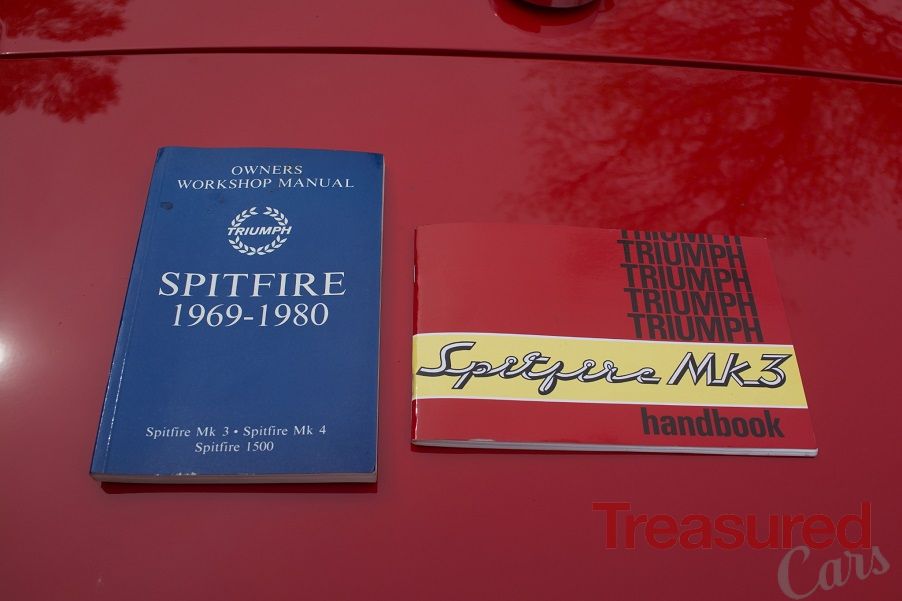 OWNERS
WORKSHOP MANUAL
TRIUMPH
SPITFIRE
1969-1980
Spitfire Mk 3 • Spitfire Mk 4
Spitfire 1500
TRIUMPH
TRIUMPH
TRIUMPH
TRIUMPH
TRIUMPH
Spitfire Mk3
handbook
Treasured
Cars